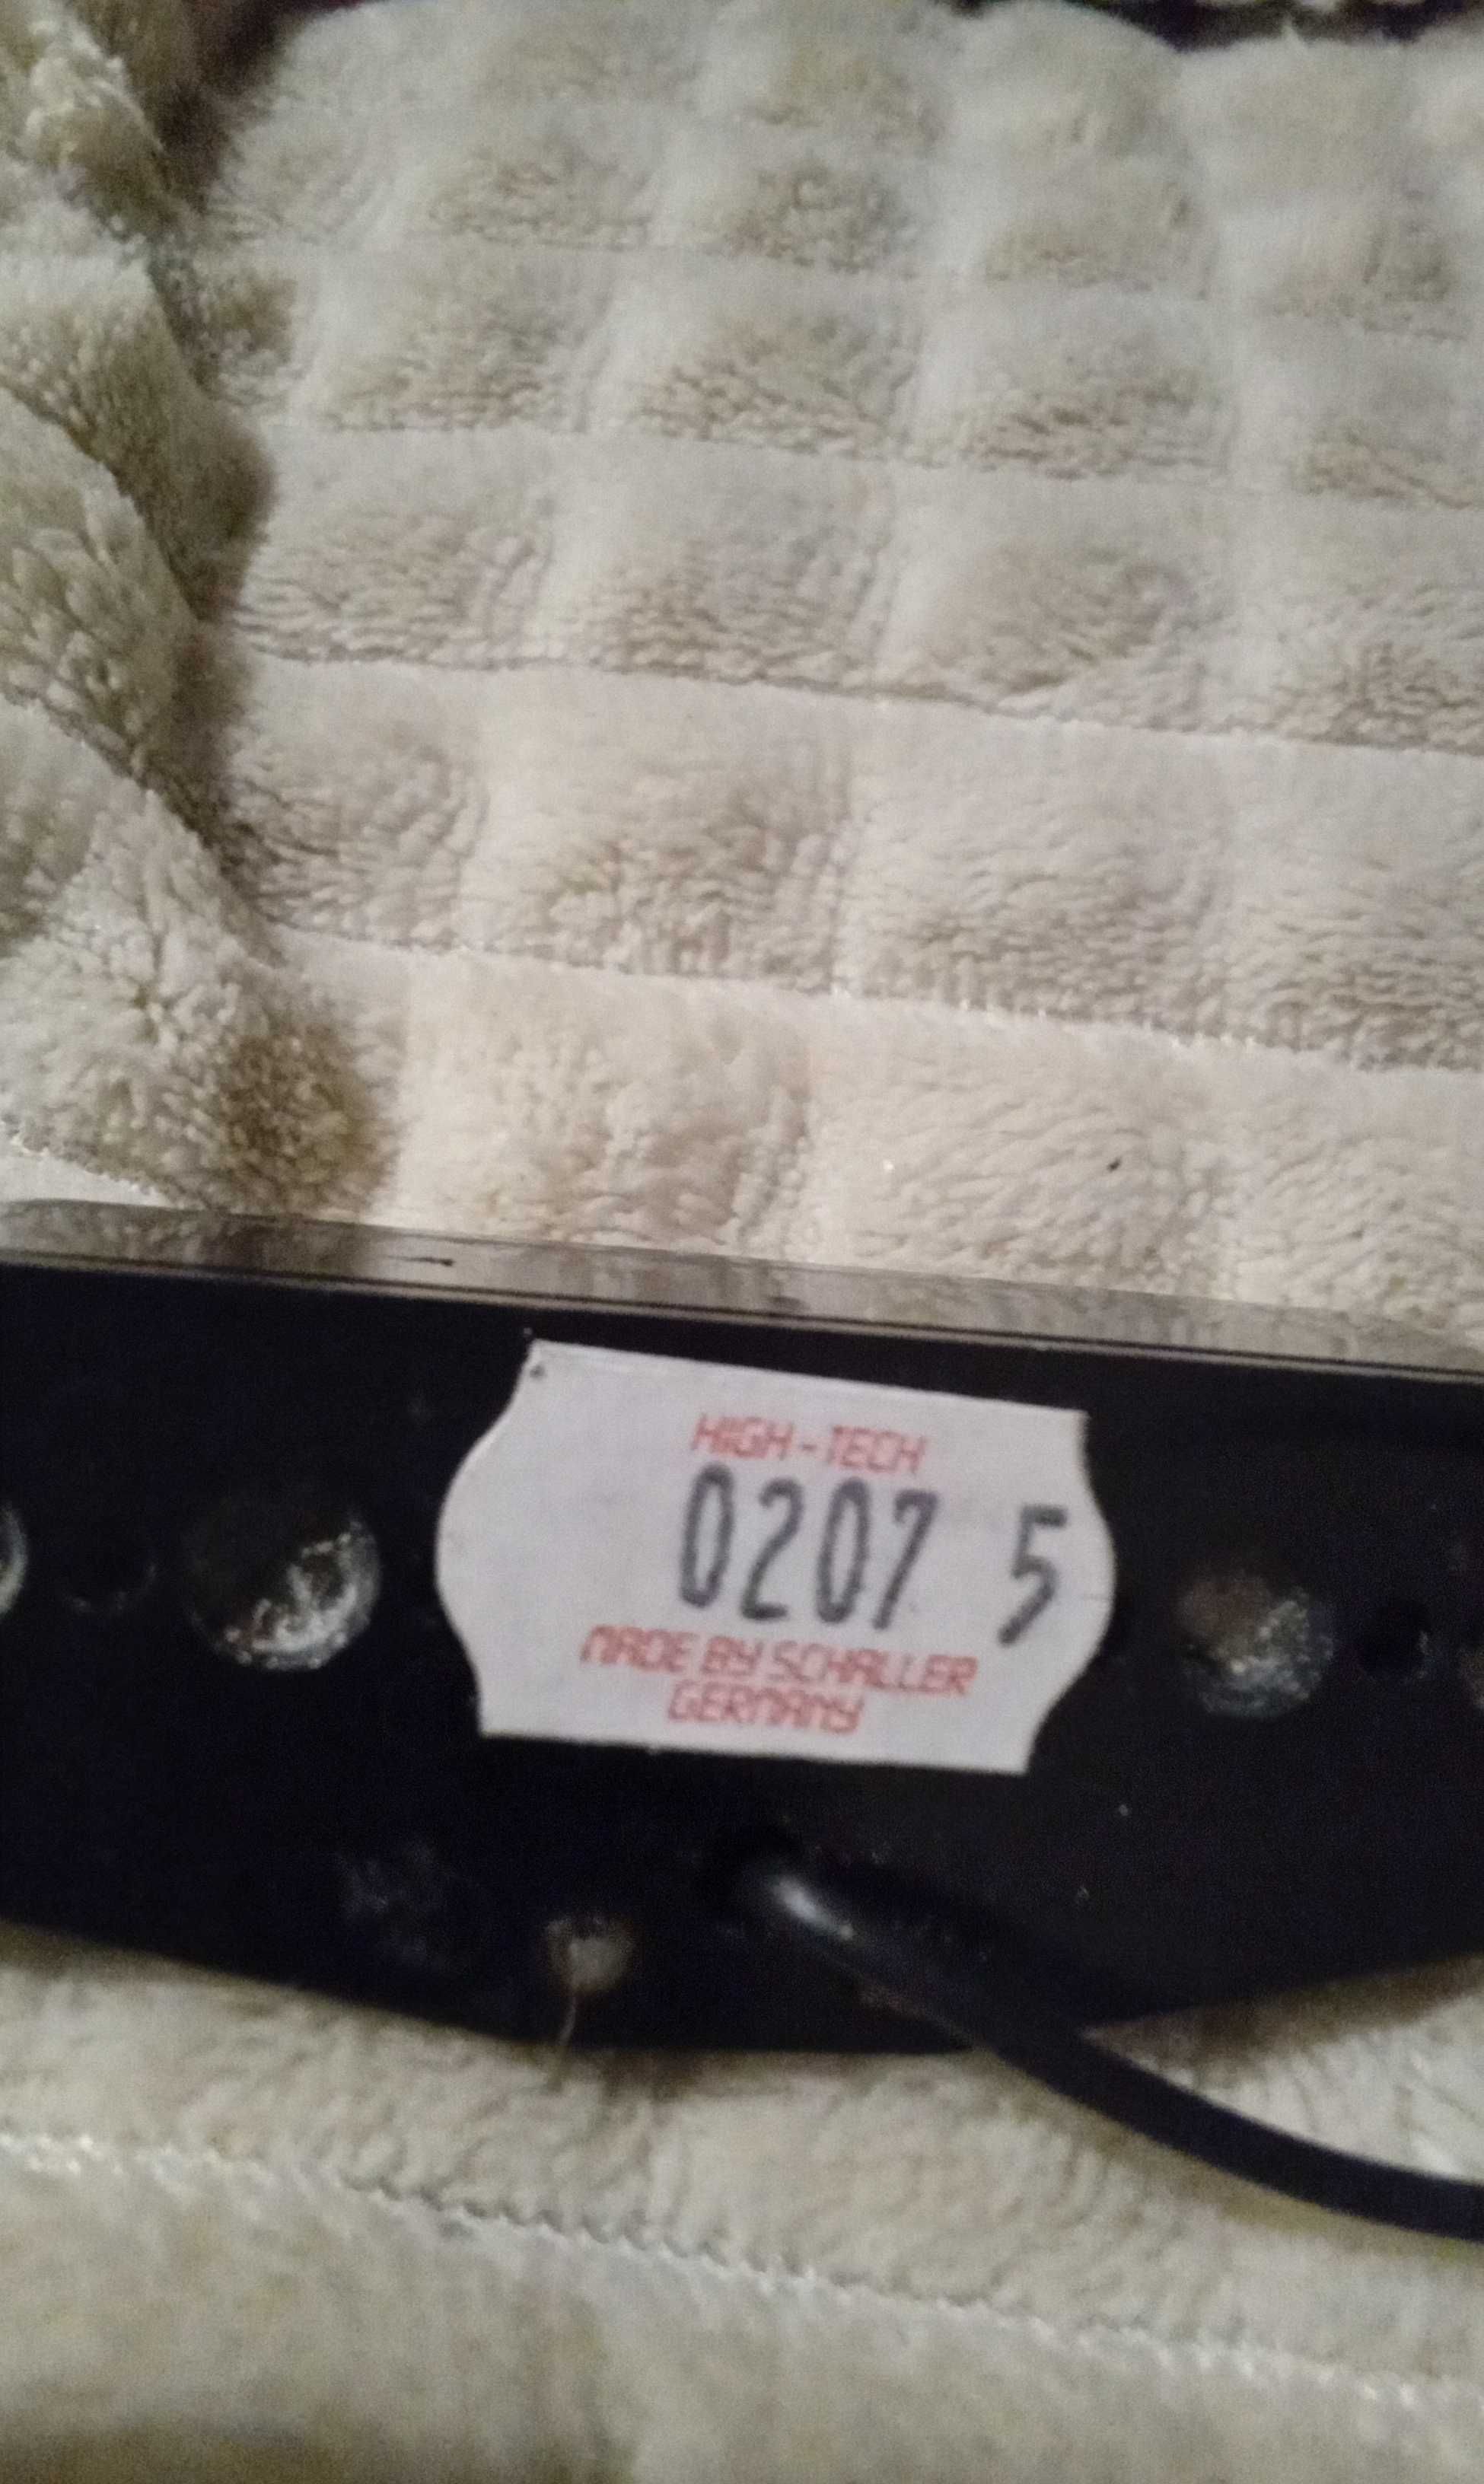 HIGH-TECH
0207 5
MADE BY SCHALLER
GERMANY